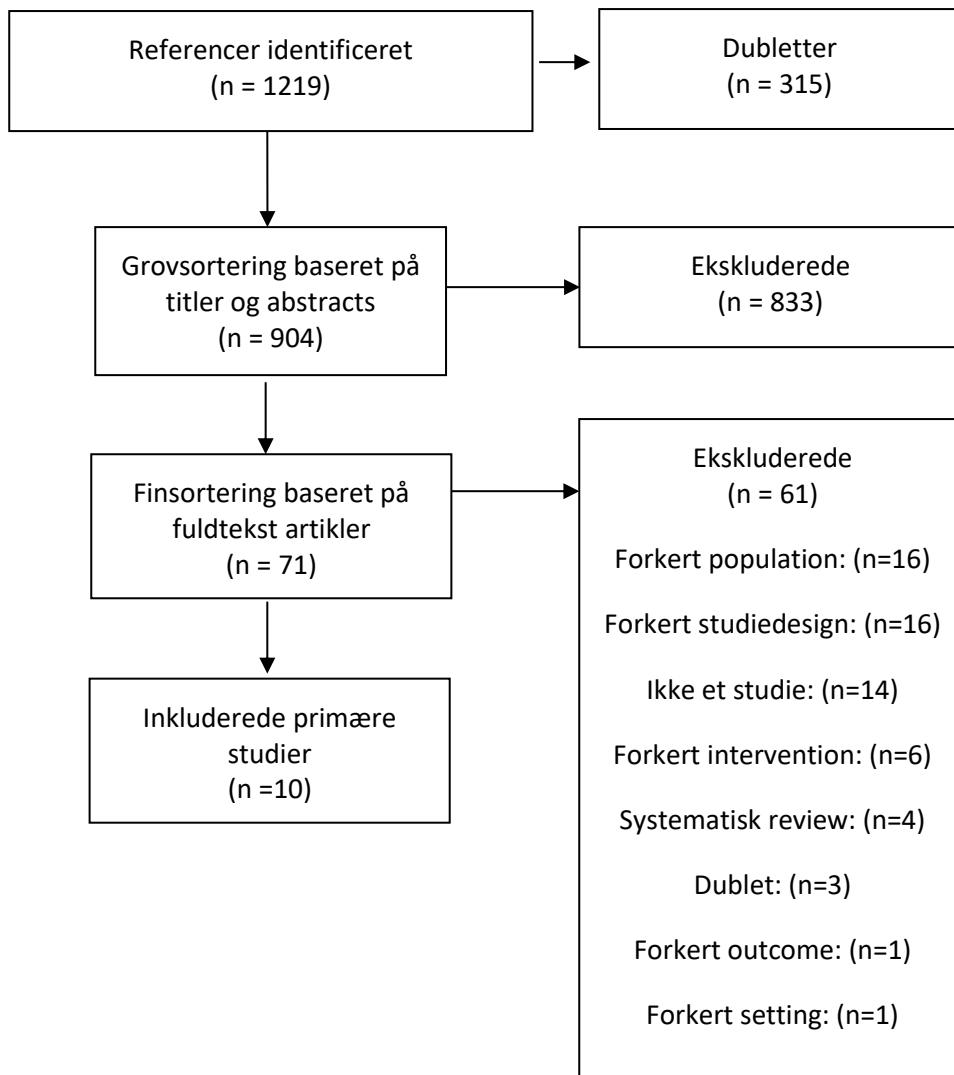 Referencer identificeret
(n = 1219)
Dubletter
(n = 315)
Grovsortering baseret på
titler og abstracts
(n = 904)
Ekskluderede
(n = 833)
Finsortering baseret på
fuldtekst artikler
(n = 71)
Ekskluderede
(n = 61)
Forkert population: (n=16)
Forkert studiedesign: (n=16)
Ikke et studie: (n=14)
Forkert intervention: (n=6)
Systematisk review: (n=4)
Dublet: (n=3)
Forkert outcome: (n=1)
Forkert setting: (n=1)
Inkluderede primære
studier
(n =10)